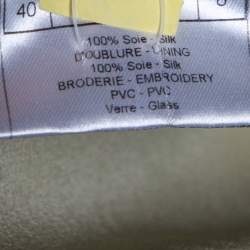 40
100% Soie - Silk
DOUBLURE - LINING
100% Soie - Silk
BRODERIE - EMBROIDERY
PVC - PVC
Verre - Glass